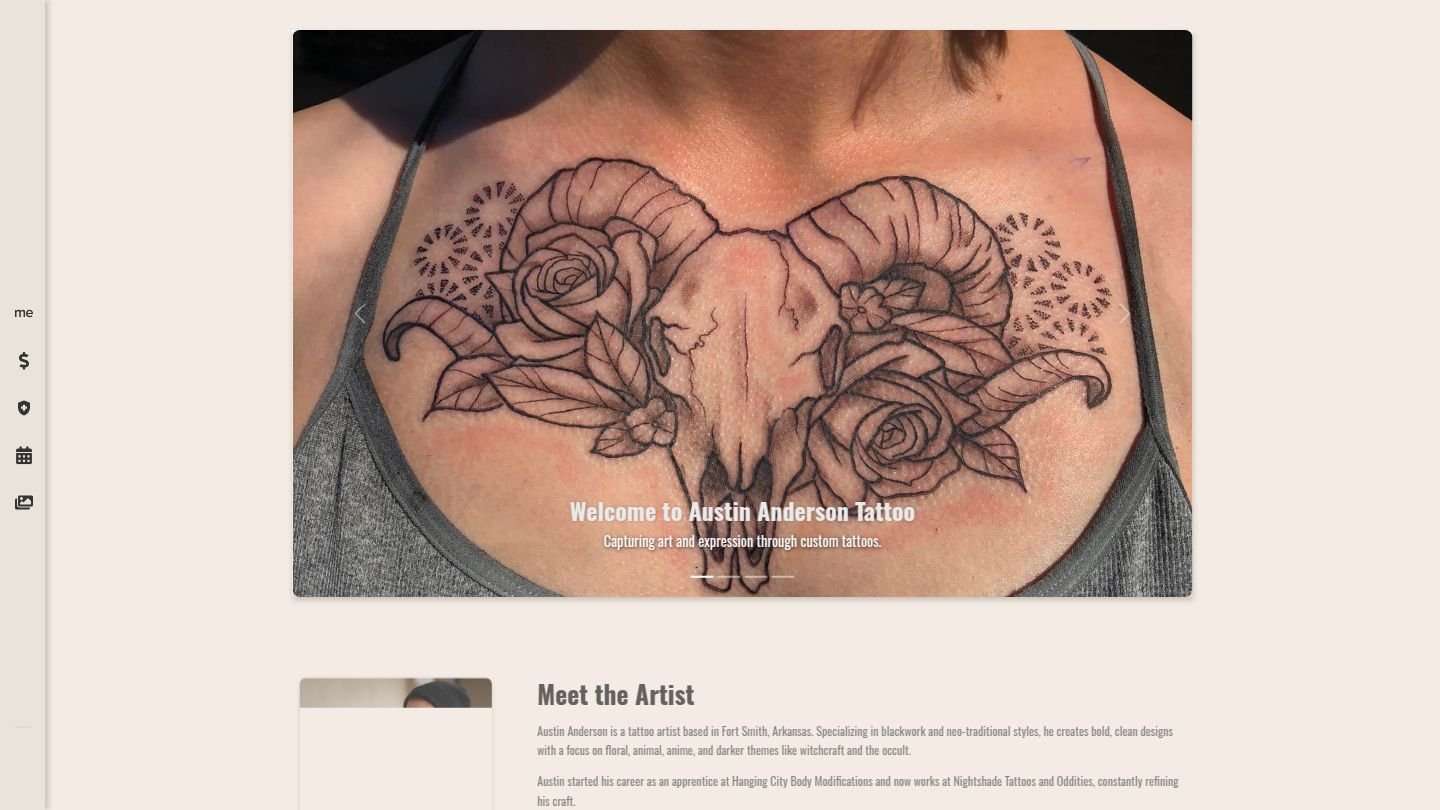 me
Welcome to Austin Anderson Tattoo
Capturing art and expression through custom tattoos.
Meet the Artist
Austin Anderson is a tattoo artist based in Fort Smith, Arkansas. Specializing in blackwork and neo-traditional styles, he creates bold, clean designs
with a focus on floral, animal, anime, and darker themes like witchcraft and the occult.
Austin started his career as an apprentice at Hanging City Body Modifications and now works at Nightshade Tattoos and Oddities, constantly refining
his craft.